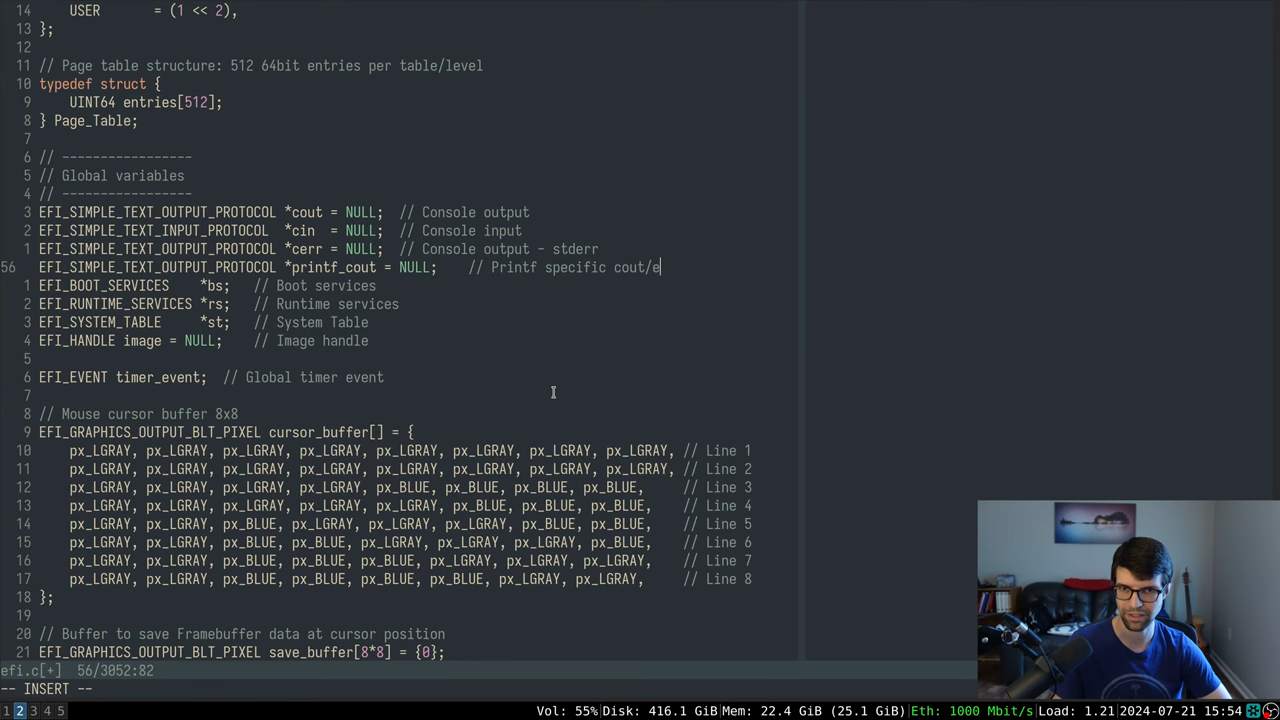 14     USER       = (1 << 2),
13 };
12
11 // Page table structure: 512 64bit entries per table/level
10 typedef struct {
9     UINT64 entries[512];
8 } Page_Table;
7
6 // -----------------
5 // Global variables
4 // -----------------
3 EFI_SIMPLE_TEXT_OUTPUT_PROTOCOL *cout = NULL;  // Console output
2 EFI_SIMPLE_TEXT_INPUT_PROTOCOL  *cin  = NULL;  // Console input
1 EFI_SIMPLE_TEXT_OUTPUT_PROTOCOL *cerr = NULL;  // Console output - stderr
56 EFI_SIMPLE_TEXT_OUTPUT_PROTOCOL *printf_cout = NULL;    // Printf specific cout/e
1 EFI_BOOT_SERVICES    *bs;   // Boot services
2 EFI_RUNTIME_SERVICES *rs;   // Runtime services
3 EFI_SYSTEM_TABLE     *st;   // System Table
4 EFI_HANDLE image = NULL;    // Image handle
5
6 EFI_EVENT timer_event;  // Global timer event
7
8 // Mouse cursor buffer 8x8
9 EFI_GRAPHICS_OUTPUT_BLT_PIXEL cursor_buffer[] = {
10     px_LGRAY, px_LGRAY, px_LGRAY, px_LGRAY, px_LGRAY, px_LGRAY, px_LGRAY, px_LGRAY, // Line 1
11     px_LGRAY, px_LGRAY, px_LGRAY, px_LGRAY, px_LGRAY, px_LGRAY, px_LGRAY, px_LGRAY, // Line 2
12     px_LGRAY, px_LGRAY, px_LGRAY, px_LGRAY, px_BLUE, px_BLUE, px_BLUE, px_BLUE,     // Line 3
13     px_LGRAY, px_LGRAY, px_LGRAY, px_LGRAY, px_LGRAY, px_BLUE, px_BLUE, px_BLUE,    // Line 4
14     px_LGRAY, px_LGRAY, px_BLUE, px_LGRAY, px_LGRAY, px_LGRAY, px_BLUE, px_BLUE,    // Line 5
15     px_LGRAY, px_LGRAY, px_BLUE, px_BLUE, px_LGRAY, px_LGRAY, px_LGRAY, px_BLUE,    // Line 6
16     px_LGRAY, px_LGRAY, px_BLUE, px_BLUE, px_BLUE, px_LGRAY, px_LGRAY, px_LGRAY,    // Line 7
17     px_LGRAY, px_LGRAY, px_BLUE, px_BLUE, px_BLUE, px_BLUE, px_LGRAY, px_LGRAY,     // Line 8
18 };
19
20 // Buffer to save Framebuffer data at cursor position
21 EFI_GRAPHICS_OUTPUT_BLT_PIXEL save_buffer[8*8] = {0};
efi.c[+]  56/3052:82
-- INSERT --
1 2 3 4 5 Vol: 55% Disk: 416.1 GiB Mem: 22.4 GiB (25.1 GiB) Eth: 1000 Mbit/s Load: 1.21 2024-07-21 15:54